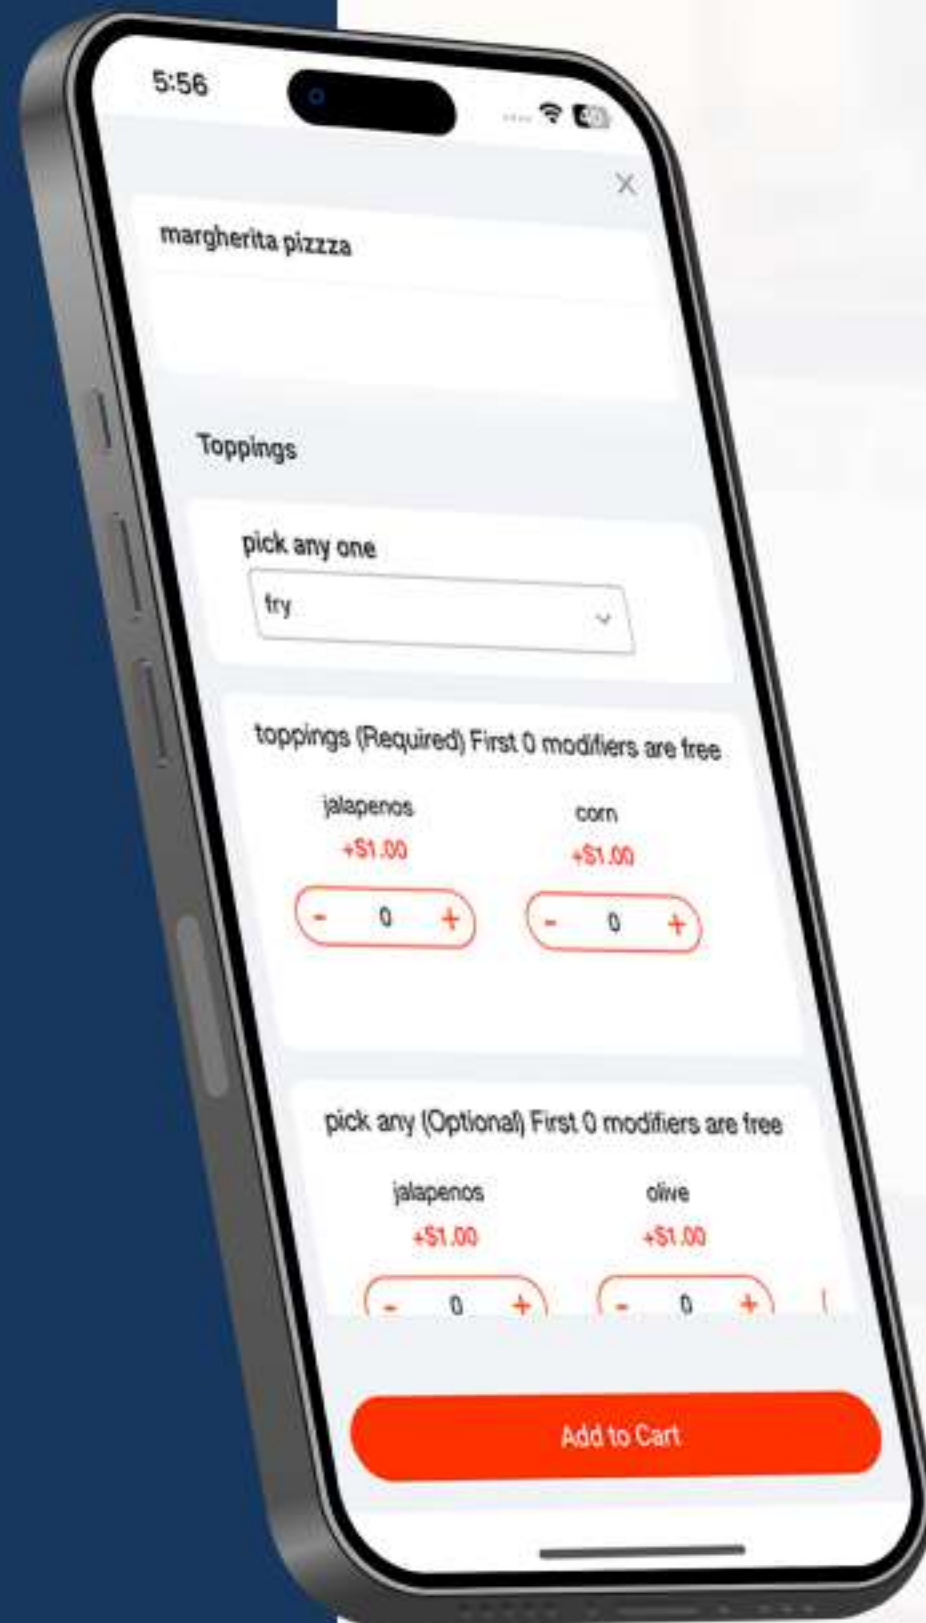 5:56
40
margherita pizzza
Toppings
pick any one
fry
toppings (Required) First 0 modifiers are free
jalapenos corn
+$1.00 +$1.00
- 0 + - 0 +
pick any (Optional) First 0 modifiers are free
jalapenos olive
+$1.00 +$1.00
- 0 + - 0 +
Add to Cart